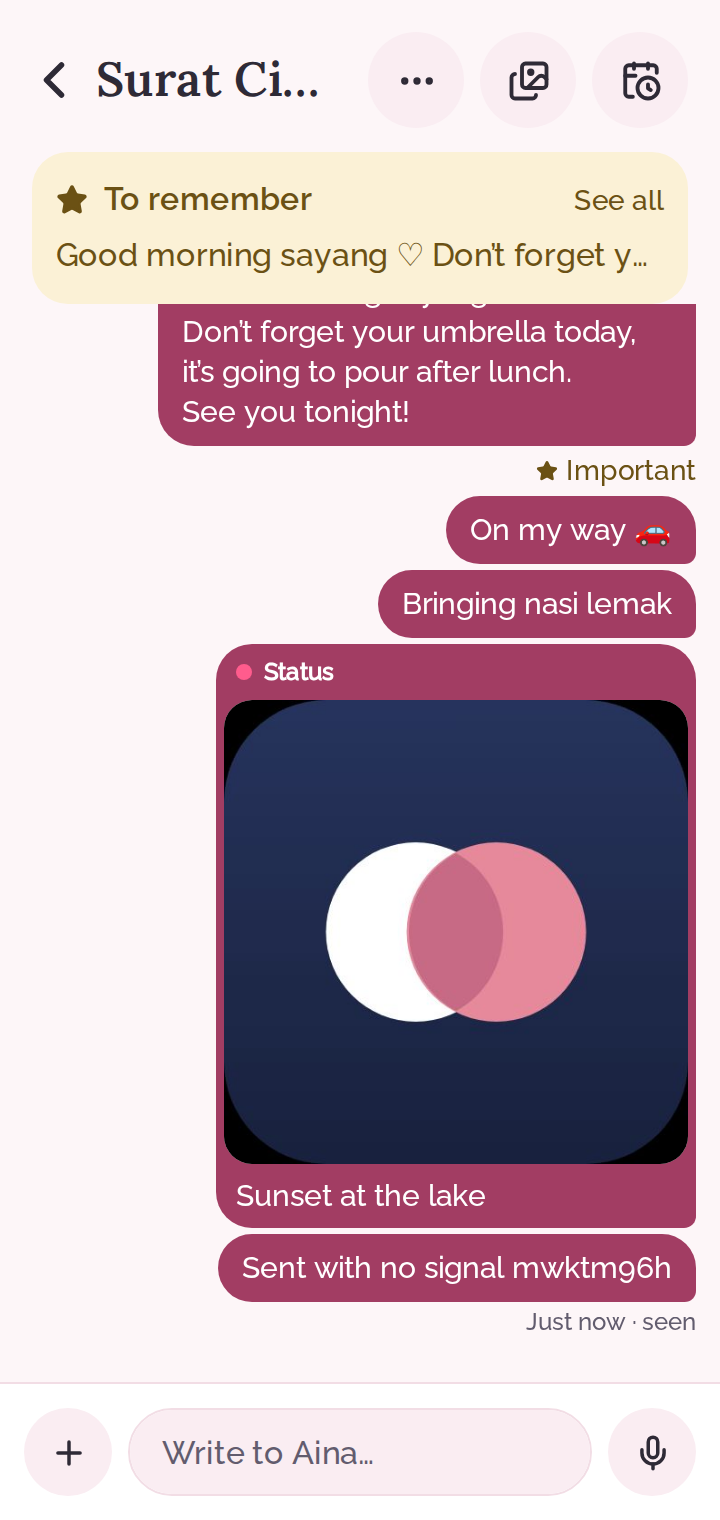 Surat Ci...
To remember
See all
Good morning sayang ♡ Don't forget y...
Don't forget your umbrella today,
it's going to pour after lunch.
See you tonight!
Important
On my way 🚗
Bringing nasi lemak
Status
Sunset at the lake
Sent with no signal mwktm96h
Just now · seen
Write to Aina...